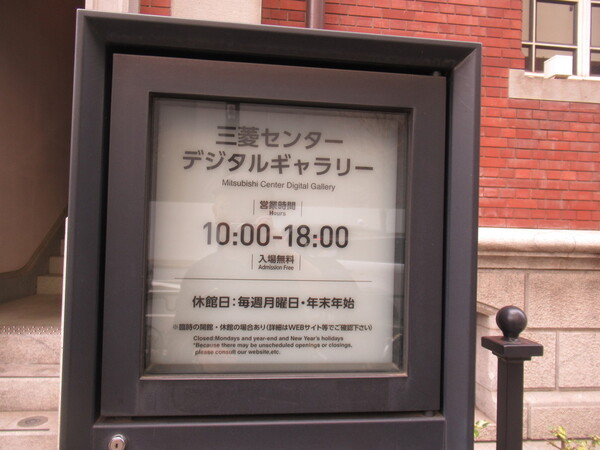 三菱センター
デジタルギャラリー
Mitsubishi Center Digital Gallery
営業時間
Hours
10:00-18:00
入場無料
Admission Free
休館日：毎週月曜日・年末年始
※臨時の開館・休館の場合あり(詳細はWEBサイト等でご確認下さい)
Closed:Mondays and year-end and New Year's holidays
*Because there may be unscheduled openings or closings,
please consult our website,etc.